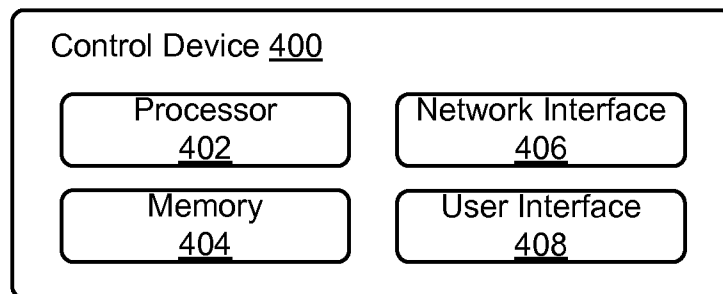 Control Device 400
Processor
402
Network Interface
406
Memory
404
User Interface
408